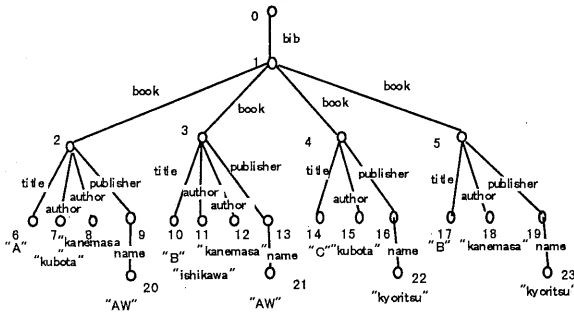 0
bib
1
book book book book
2 3 4 5
title author author publisher title author author publisher title author publisher title author publisher
6 7 8 9 10 11 12 13 14 15 16 17 18 19
"A" "kubota" "kanemasa" name "B" "ishikawa" "kanemasa" name "C" "kubota" name "B" "kanemasa" name
20 21 22 23
"AW" "AW" "kyoritsu" "kyoritsu"